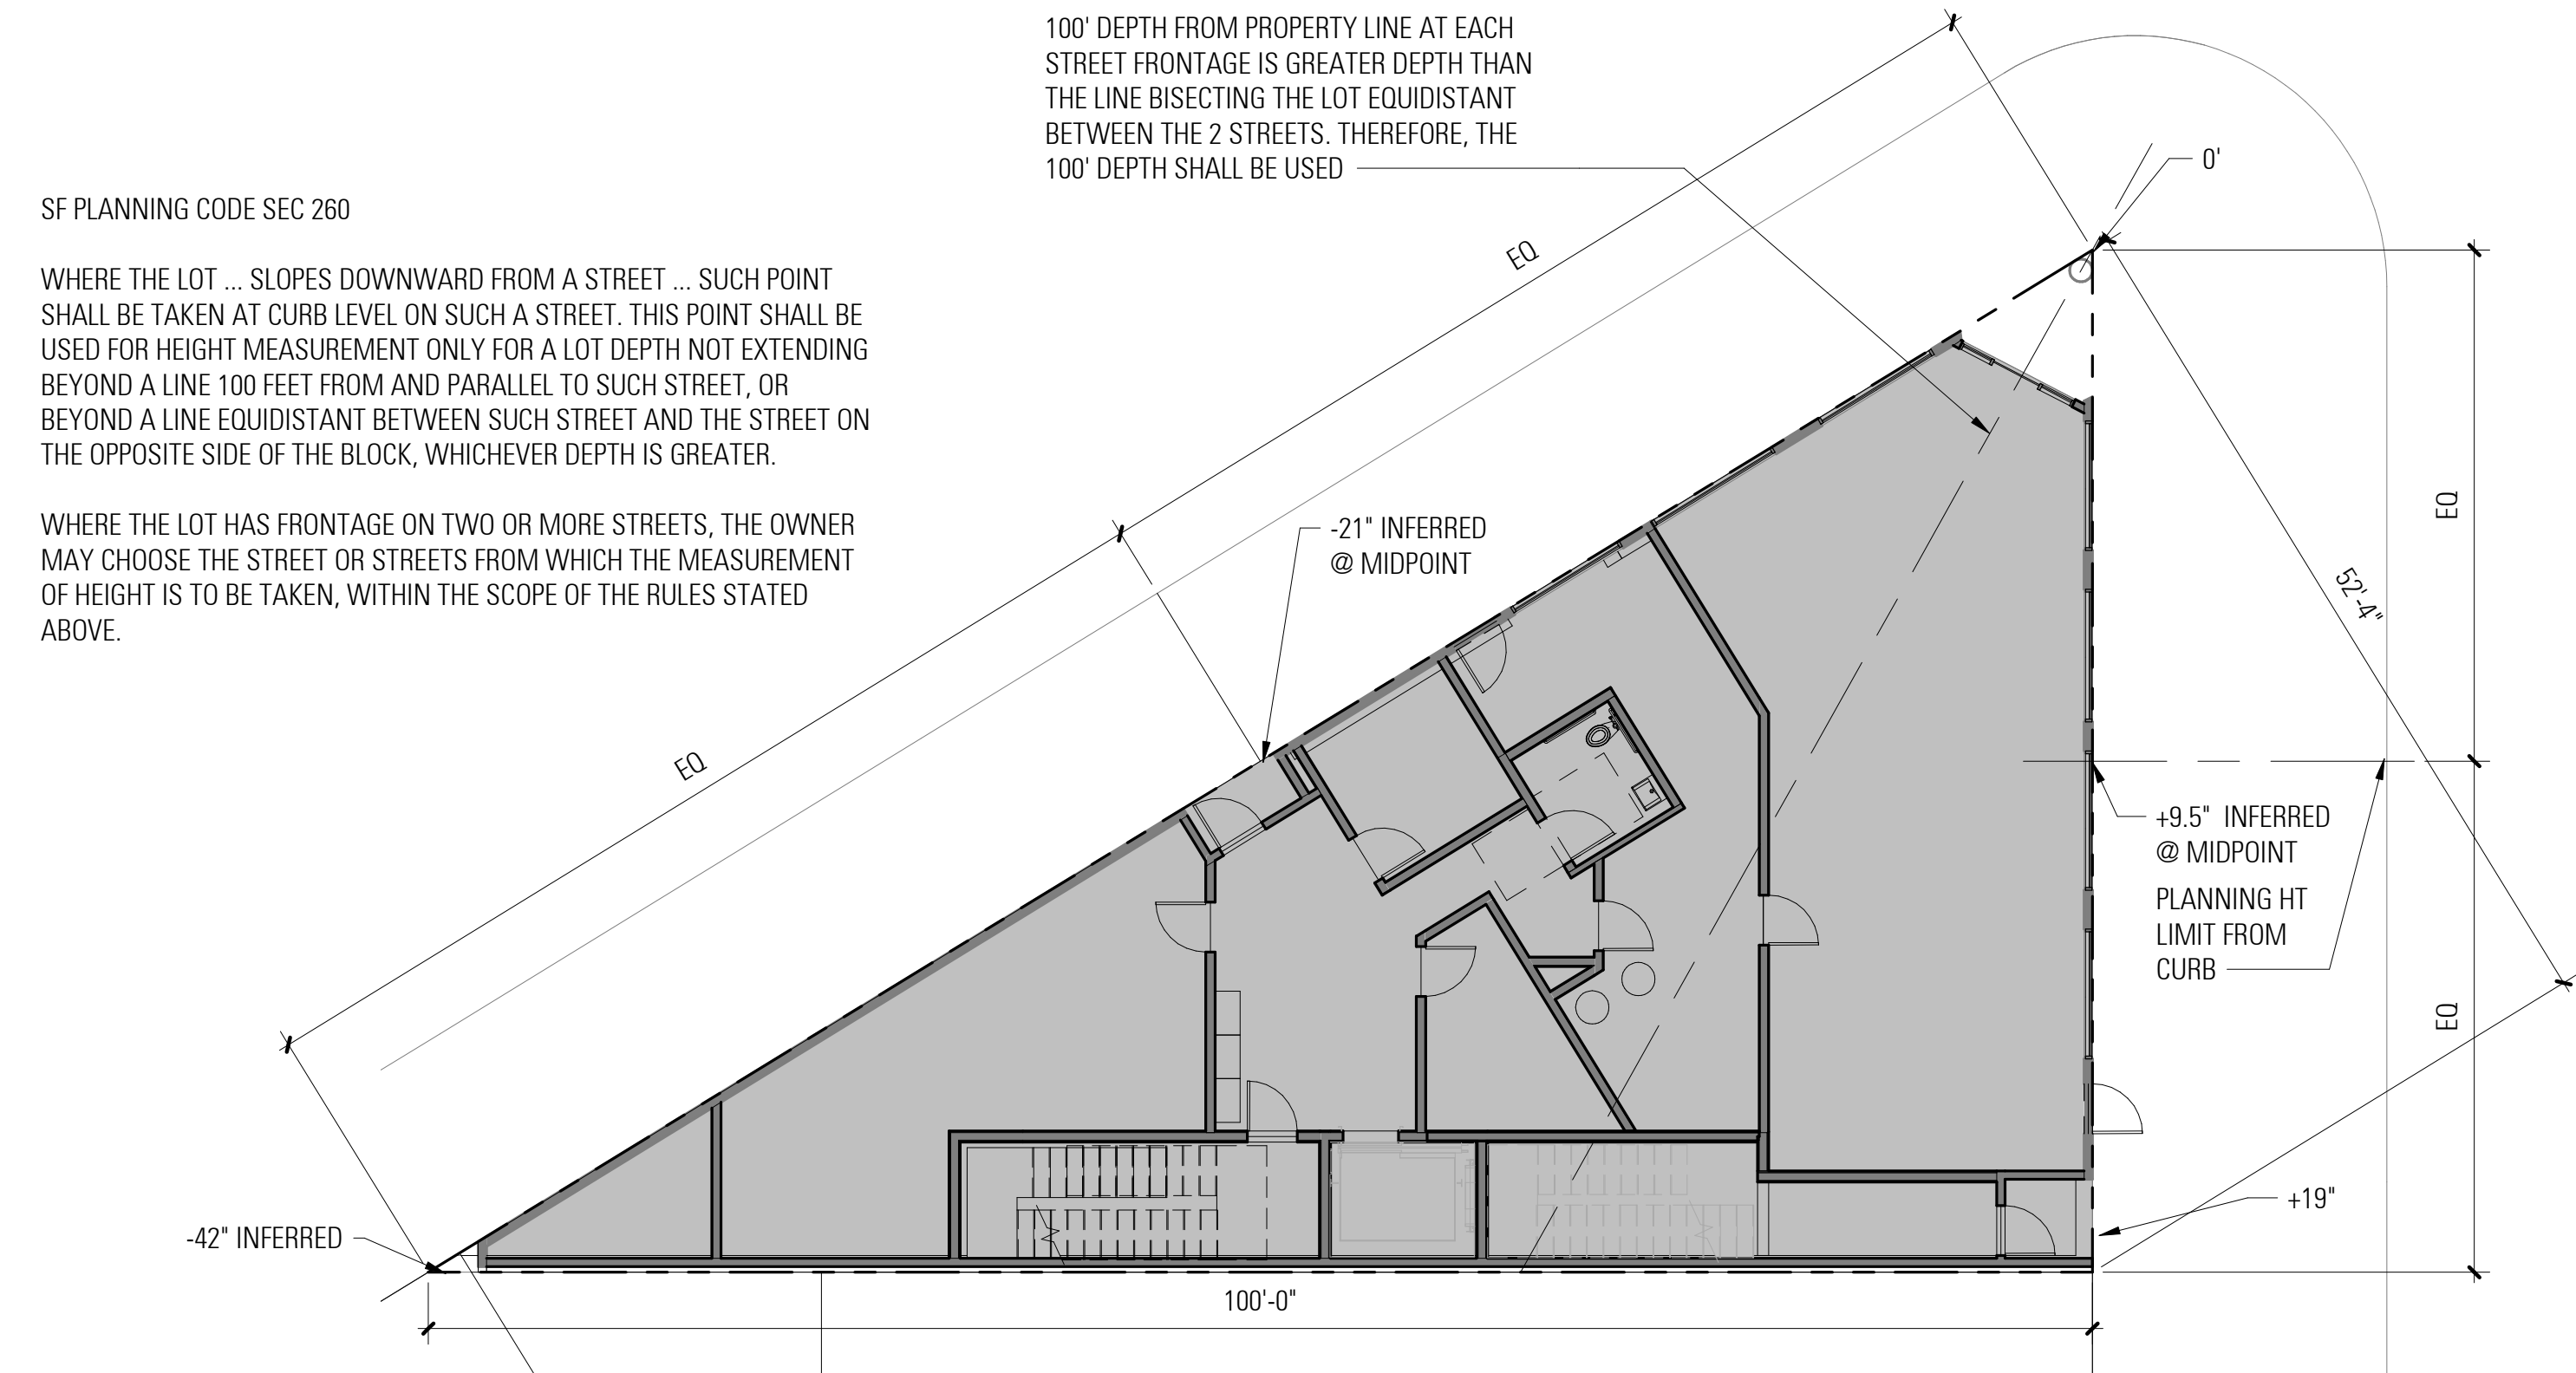 100' DEPTH FROM PROPERTY LINE AT EACH
STREET FRONTAGE IS GREATER DEPTH THAN
THE LINE BISECTING THE LOT EQUIDISTANT
BETWEEN THE 2 STREETS. THEREFORE, THE
100' DEPTH SHALL BE USED
0'
SF PLANNING CODE SEC 260
WHERE THE LOT ... SLOPES DOWNWARD FROM A STREET ... SUCH POINT
SHALL BE TAKEN AT CURB LEVEL ON SUCH A STREET. THIS POINT SHALL BE
USED FOR HEIGHT MEASUREMENT ONLY FOR A LOT DEPTH NOT EXTENDING
BEYOND A LINE 100 FEET FROM AND PARALLEL TO SUCH STREET, OR
BEYOND A LINE EQUIDISTANT BETWEEN SUCH STREET AND THE STREET ON
THE OPPOSITE SIDE OF THE BLOCK, WHICHEVER DEPTH IS GREATER.
WHERE THE LOT HAS FRONTAGE ON TWO OR MORE STREETS, THE OWNER
MAY CHOOSE THE STREET OR STREETS FROM WHICH THE MEASUREMENT
OF HEIGHT IS TO BE TAKEN, WITHIN THE SCOPE OF THE RULES STATED
ABOVE.
EQ
EQ
-21" INFERRED
@ MIDPOINT
EQ
52'-4"
+9.5" INFERRED
@ MIDPOINT
PLANNING HT
LIMIT FROM
CURB
EQ
+19"
-42" INFERRED
100'-0"